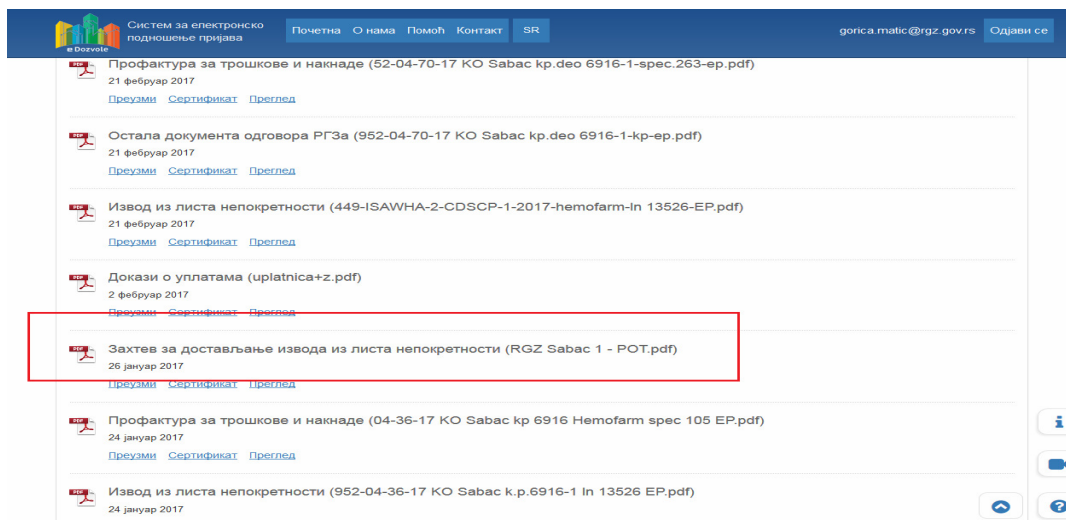 Систем за електронско
подношење пријава
e Dozvole
Почетна О нама Помоћ Контакт SR
gorica.matic@rgz.gov.rs Одјави се
Профактура за трошкове и накнаде (52-04-70-17 KO Sabac kp.deo 6916-1-spec.263-ep.pdf)
21 фебруар 2017
Преузми Сертификат Преглед
Остала документа одговора РГЗа (952-04-70-17 KO Sabac kp.deo 6916-1-kp-ep.pdf)
21 фебруар 2017
Преузми Сертификат Преглед
Извод из листа непокретности (449-ISAWHA-2-CDSCP-1-2017-hemofarm-ln 13526-EP.pdf)
21 фебруар 2017
Преузми Сертификат Преглед
Докази о уплатама (uplatnica+z.pdf)
2 фебруар 2017
Преузми Сертификат Преглед
Захтев за достављање извода из листа непокретности (RGZ Sabac 1 - POT.pdf)
26 јануар 2017
Преузми Сертификат Преглед
Профактура за трошкове и накнаде (04-36-17 KO Sabac kp 6916 Hemofarm spec 105 EP.pdf)
24 јануар 2017
Преузми Сертификат Преглед
Извод из листа непокретности (952-04-36-17 KO Sabac k.p.6916-1 ln 13526 EP.pdf)
24 јануар 2017